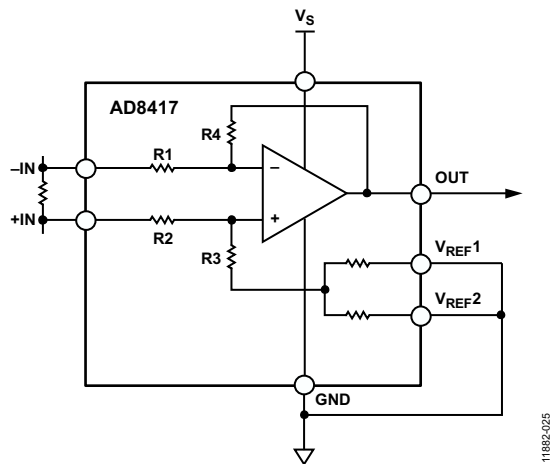 VS
AD8417
R4
R1
–IN
−
OUT
+IN
+
R2
VREF1
R3
VREF2
GND
11882-025